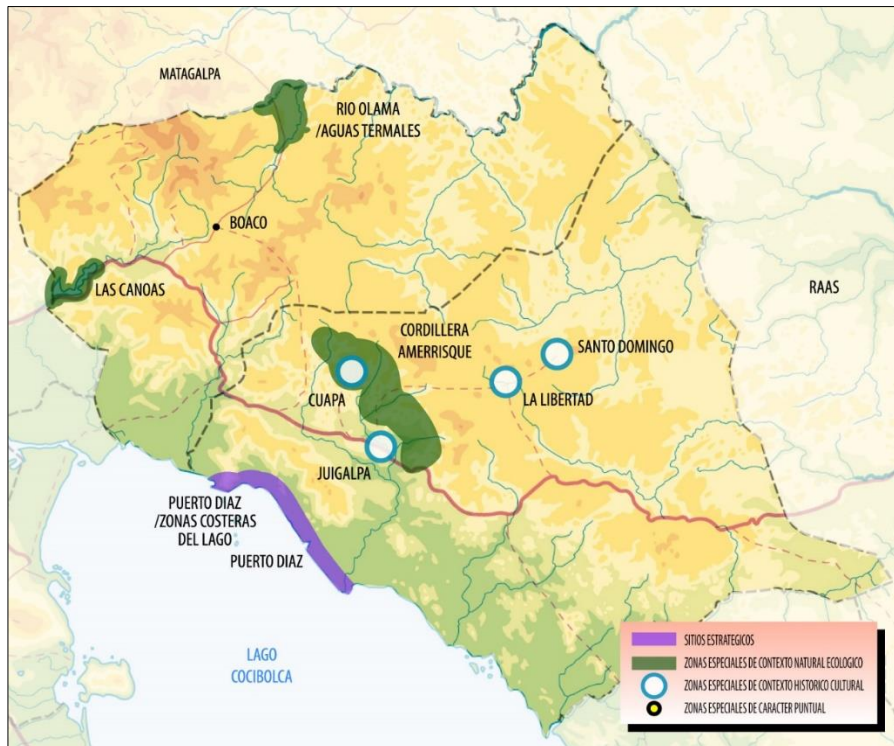 MATAGALPA
RIO OLAMA
/AGUAS TERMALES
BOACO
LAS CANOAS
RAAS
CORDILLERA
AMERRISQUE
SANTO DOMINGO
CUAPA
LA LIBERTAD
JUIGALPA
PUERTO DIAZ
/ZONAS COSTERAS
DEL LAGO
PUERTO DIAZ
LAGO
COCIBOLCA
SITIOS ESTRATEGICOS
ZONAS ESPECIALES DE CONTEXTO NATURAL ECOLOGICO
ZONAS ESPECIALES DE CONTEXTO HISTORICO CULTURAL
ZONAS ESPECIALES DE CARACTER PUNTUAL